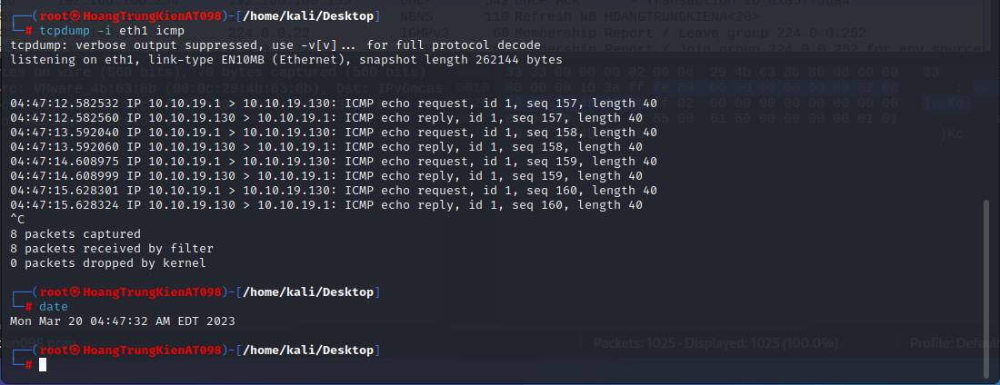 ┌──(root㉿HoangTrungKienAT098)-[/home/kali/Desktop]
└─# tcpdump -i eth1 icmp
tcpdump: verbose output suppressed, use -v[v]... for full protocol decode
listening on eth1, link-type EN10MB (Ethernet), snapshot length 262144 bytes
04:47:12.582532 IP 10.10.19.1 > 10.10.19.130: ICMP echo request, id 1, seq 157, length 40
04:47:12.582560 IP 10.10.19.130 > 10.10.19.1: ICMP echo reply, id 1, seq 157, length 40
04:47:13.592040 IP 10.10.19.1 > 10.10.19.130: ICMP echo request, id 1, seq 158, length 40
04:47:13.592060 IP 10.10.19.130 > 10.10.19.1: ICMP echo reply, id 1, seq 158, length 40
04:47:14.608975 IP 10.10.19.1 > 10.10.19.130: ICMP echo request, id 1, seq 159, length 40
04:47:14.608999 IP 10.10.19.130 > 10.10.19.1: ICMP echo reply, id 1, seq 159, length 40
04:47:15.628301 IP 10.10.19.1 > 10.10.19.130: ICMP echo request, id 1, seq 160, length 40
04:47:15.628324 IP 10.10.19.130 > 10.10.19.1: ICMP echo reply, id 1, seq 160, length 40
^C
8 packets captured
8 packets received by filter
0 packets dropped by kernel
┌──(root㉿HoangTrungKienAT098)-[/home/kali/Desktop]
└─# date
Mon Mar 20 04:47:32 AM EDT 2023
Packets: 1025 · Displayed: 1025 (100.0%)
┌──(root㉿HoangTrungKienAT098)-[/home/kali/Desktop]
└─#